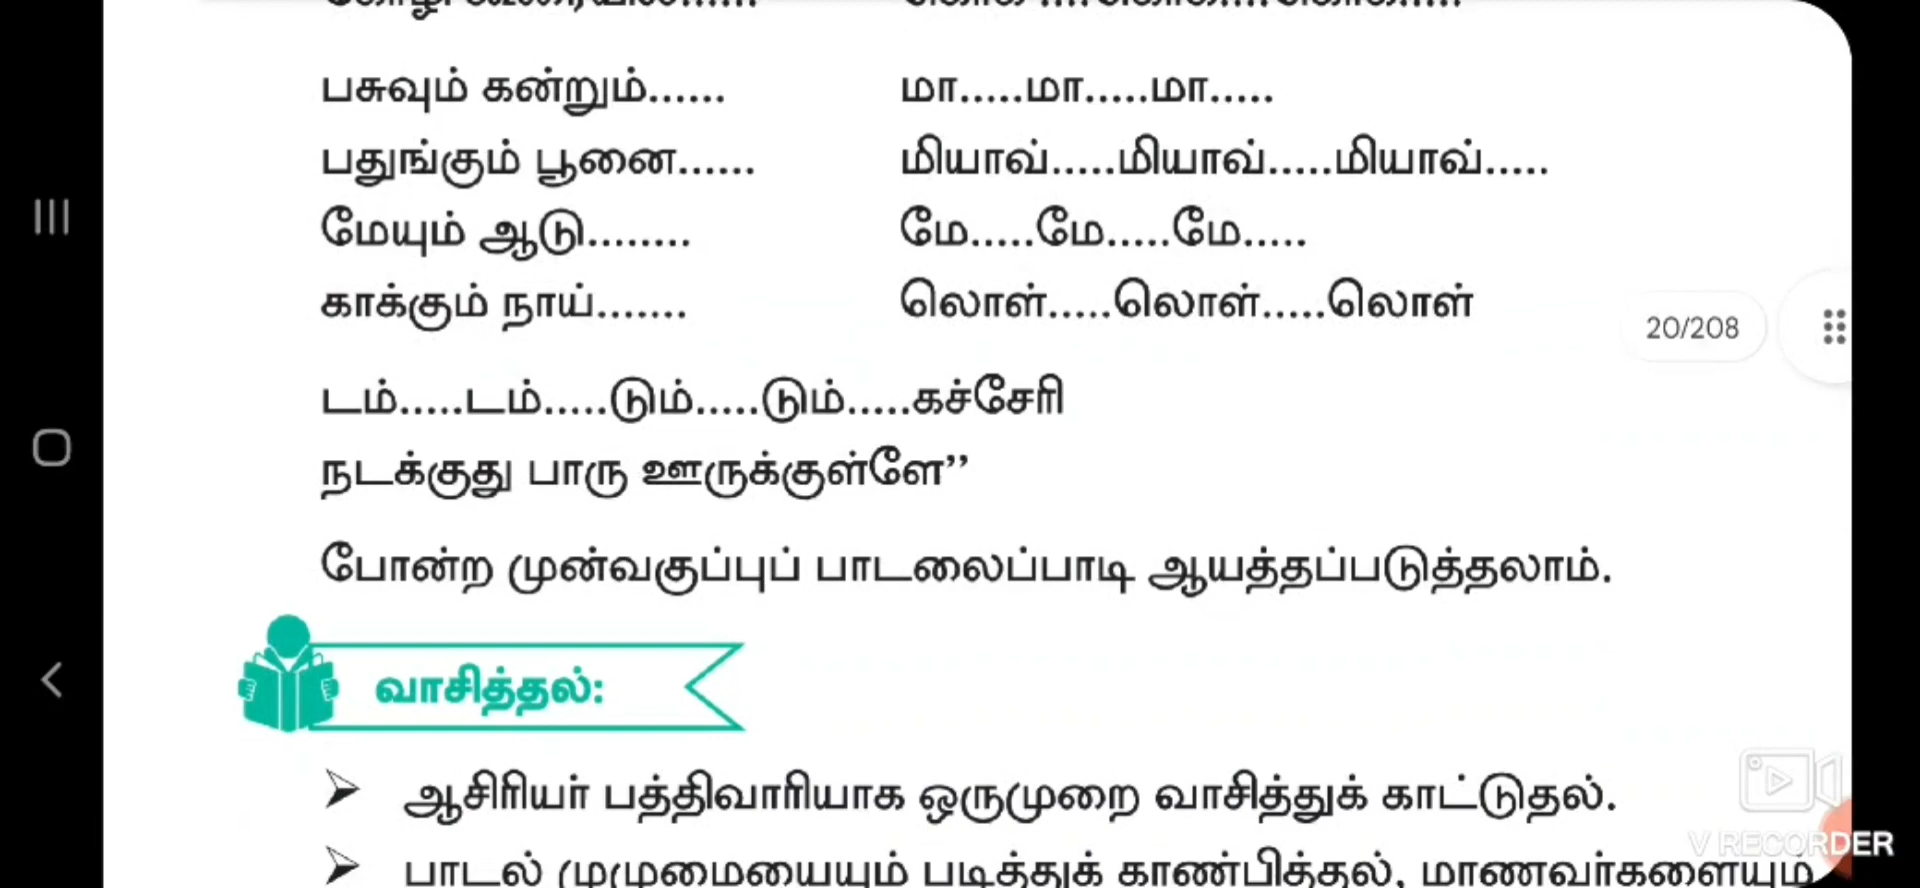 கோழி கூரையில்......	கொக்....கொக்....கொக்.....
பசுவும் கன்றும்......	மா.....மா.....மா.....
பதுங்கும் பூனை......	மியாவ்.....மியாவ்.....மியாவ்.....
மேயும் ஆடு........	மே.....மே.....மே.....
காக்கும் நாய்.......	லொள்.....லொள்.....லொள்
20/208
டம்.....டம்.....டும்.....டும்.....கச்சேரி
நடக்குது பாரு ஊருக்குள்ளே”
போன்ற முன்வகுப்புப் பாடலைப்பாடி ஆயத்தப்படுத்தலாம்.
வாசித்தல்:
➢ ஆசிரியர் பத்திவாரியாக ஒருமுறை வாசித்துக் காட்டுதல்.
V RECORDER
➢ பாடல் முழுமையையும் படித்துக் காண்பித்தல், மாணவர்களையும்